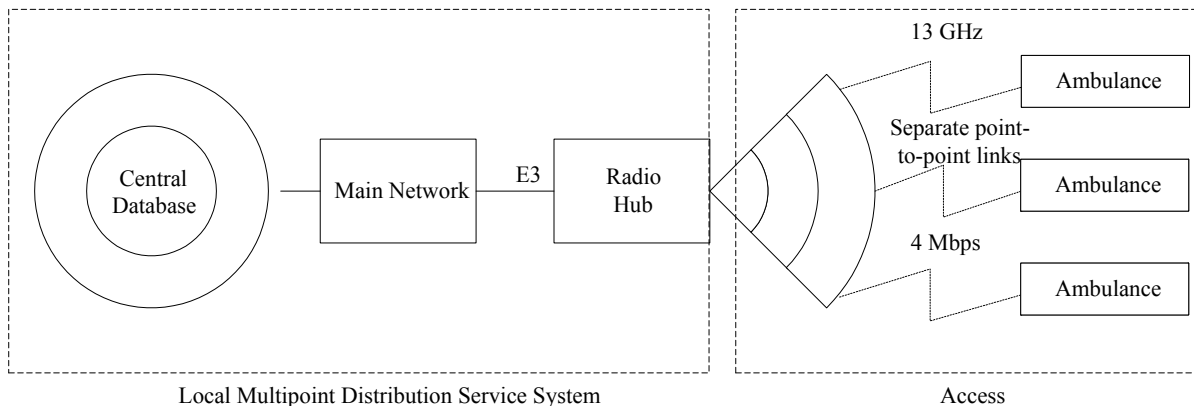 Central
Database
Main Network
E3
Radio
Hub
13 GHz
Separate point-
to-point links
4 Mbps
Ambulance
Ambulance
Ambulance
Local Multipoint Distribution Service System
Access